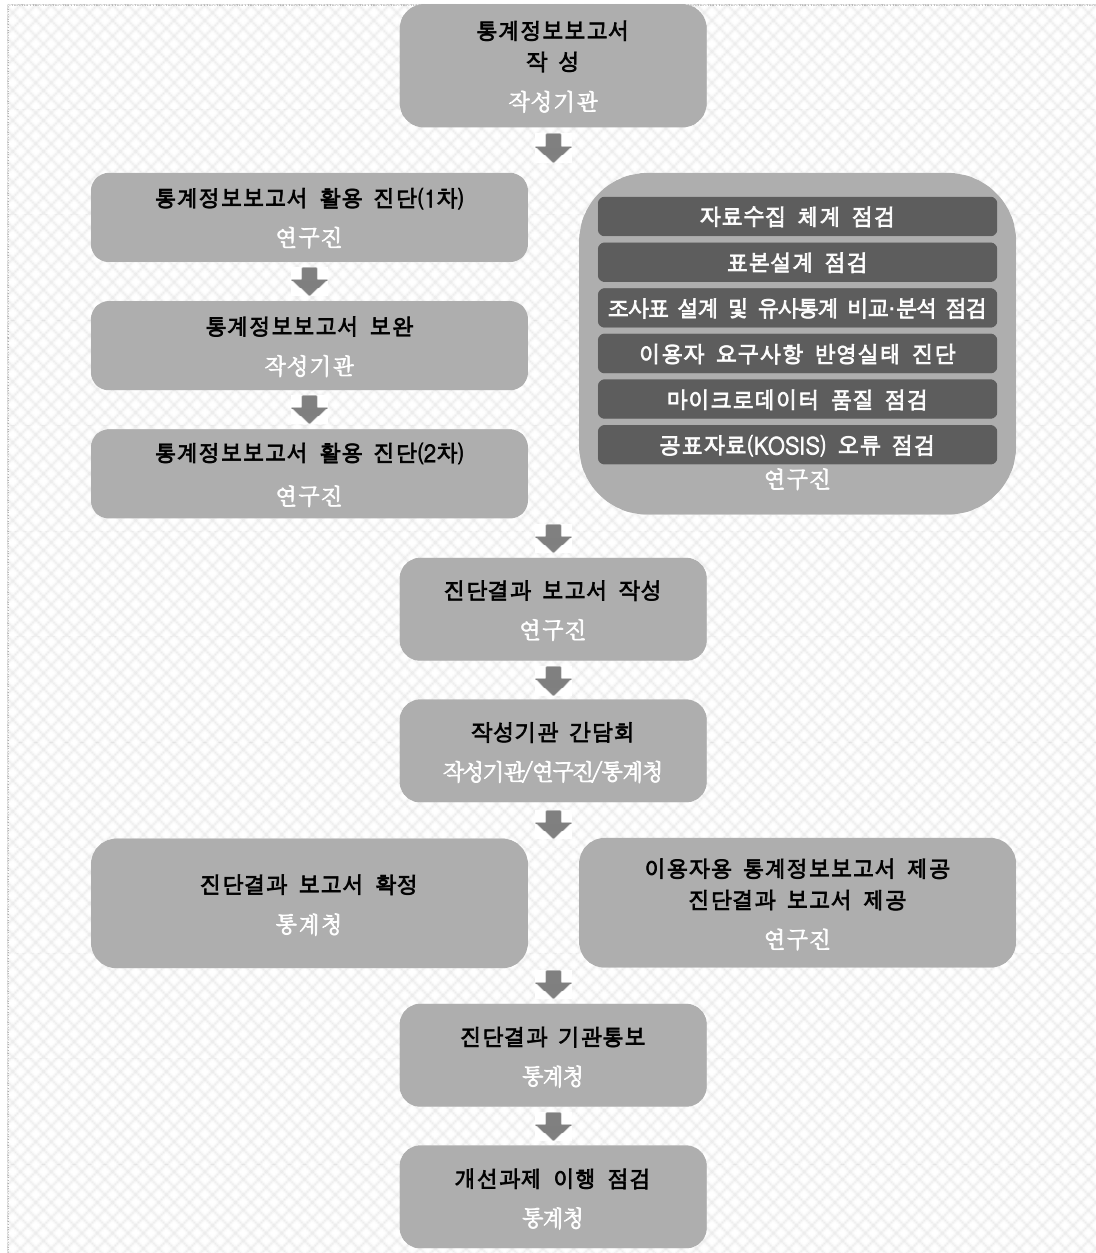 통계정보보고서
작 성
작성기관
통계정보보고서 활용 진단(1차)
연구진
통계정보보고서 보완
작성기관
통계정보보고서 활용 진단(2차)
연구진
자료수집 체계 점검
표본설계 점검
조사표 설계 및 유사통계 비교·분석 점검
이용자 요구사항 반영실태 진단
마이크로데이터 품질 점검
공표자료(KOSIS) 오류 점검
연구진
진단결과 보고서 작성
연구진
작성기관 간담회
작성기관/연구진/통계청
진단결과 보고서 확정
통계청
이용자용 통계정보보고서 제공
진단결과 보고서 제공
연구진
진단결과 기관통보
통계청
개선과제 이행 점검
통계청